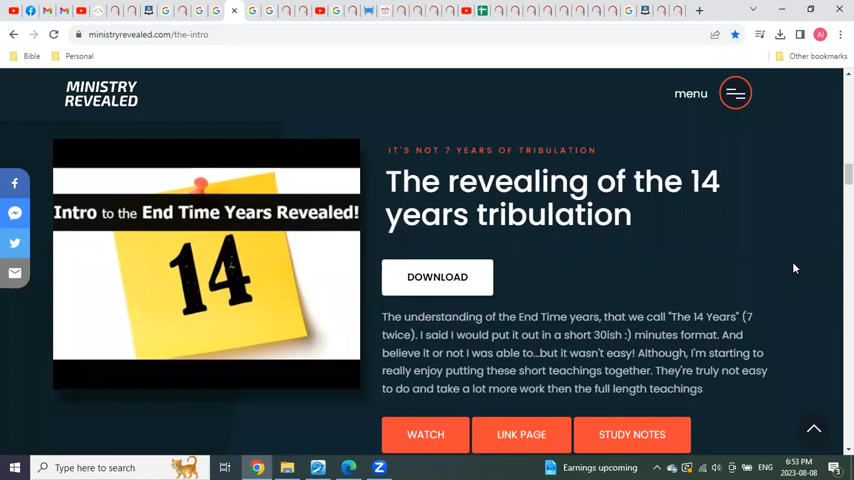 ministryrevealed.com/the-intro
Bible
Personal
Other bookmarks
MINISTRY
REVEALED
menu
IT'S NOT 7 YEARS OF TRIBULATION
The revealing of the 14
years tribulation
Intro to the End Time Years Revealed!
14
DOWNLOAD
The understanding of the End Time years, that we call "The 14 Years" (7
twice). I said I would put it out in a short 30ish :) minutes format. And
believe it or not I was able to...but it wasn't easy! Although, I'm starting to
really enjoy putting these short teachings together. They're truly not easy
to do and take a lot more work then the full length teachings
WATCH
LINK PAGE
STUDY NOTES
Type here to search
Earnings upcoming
ENG
6:53 PM
2023-08-08